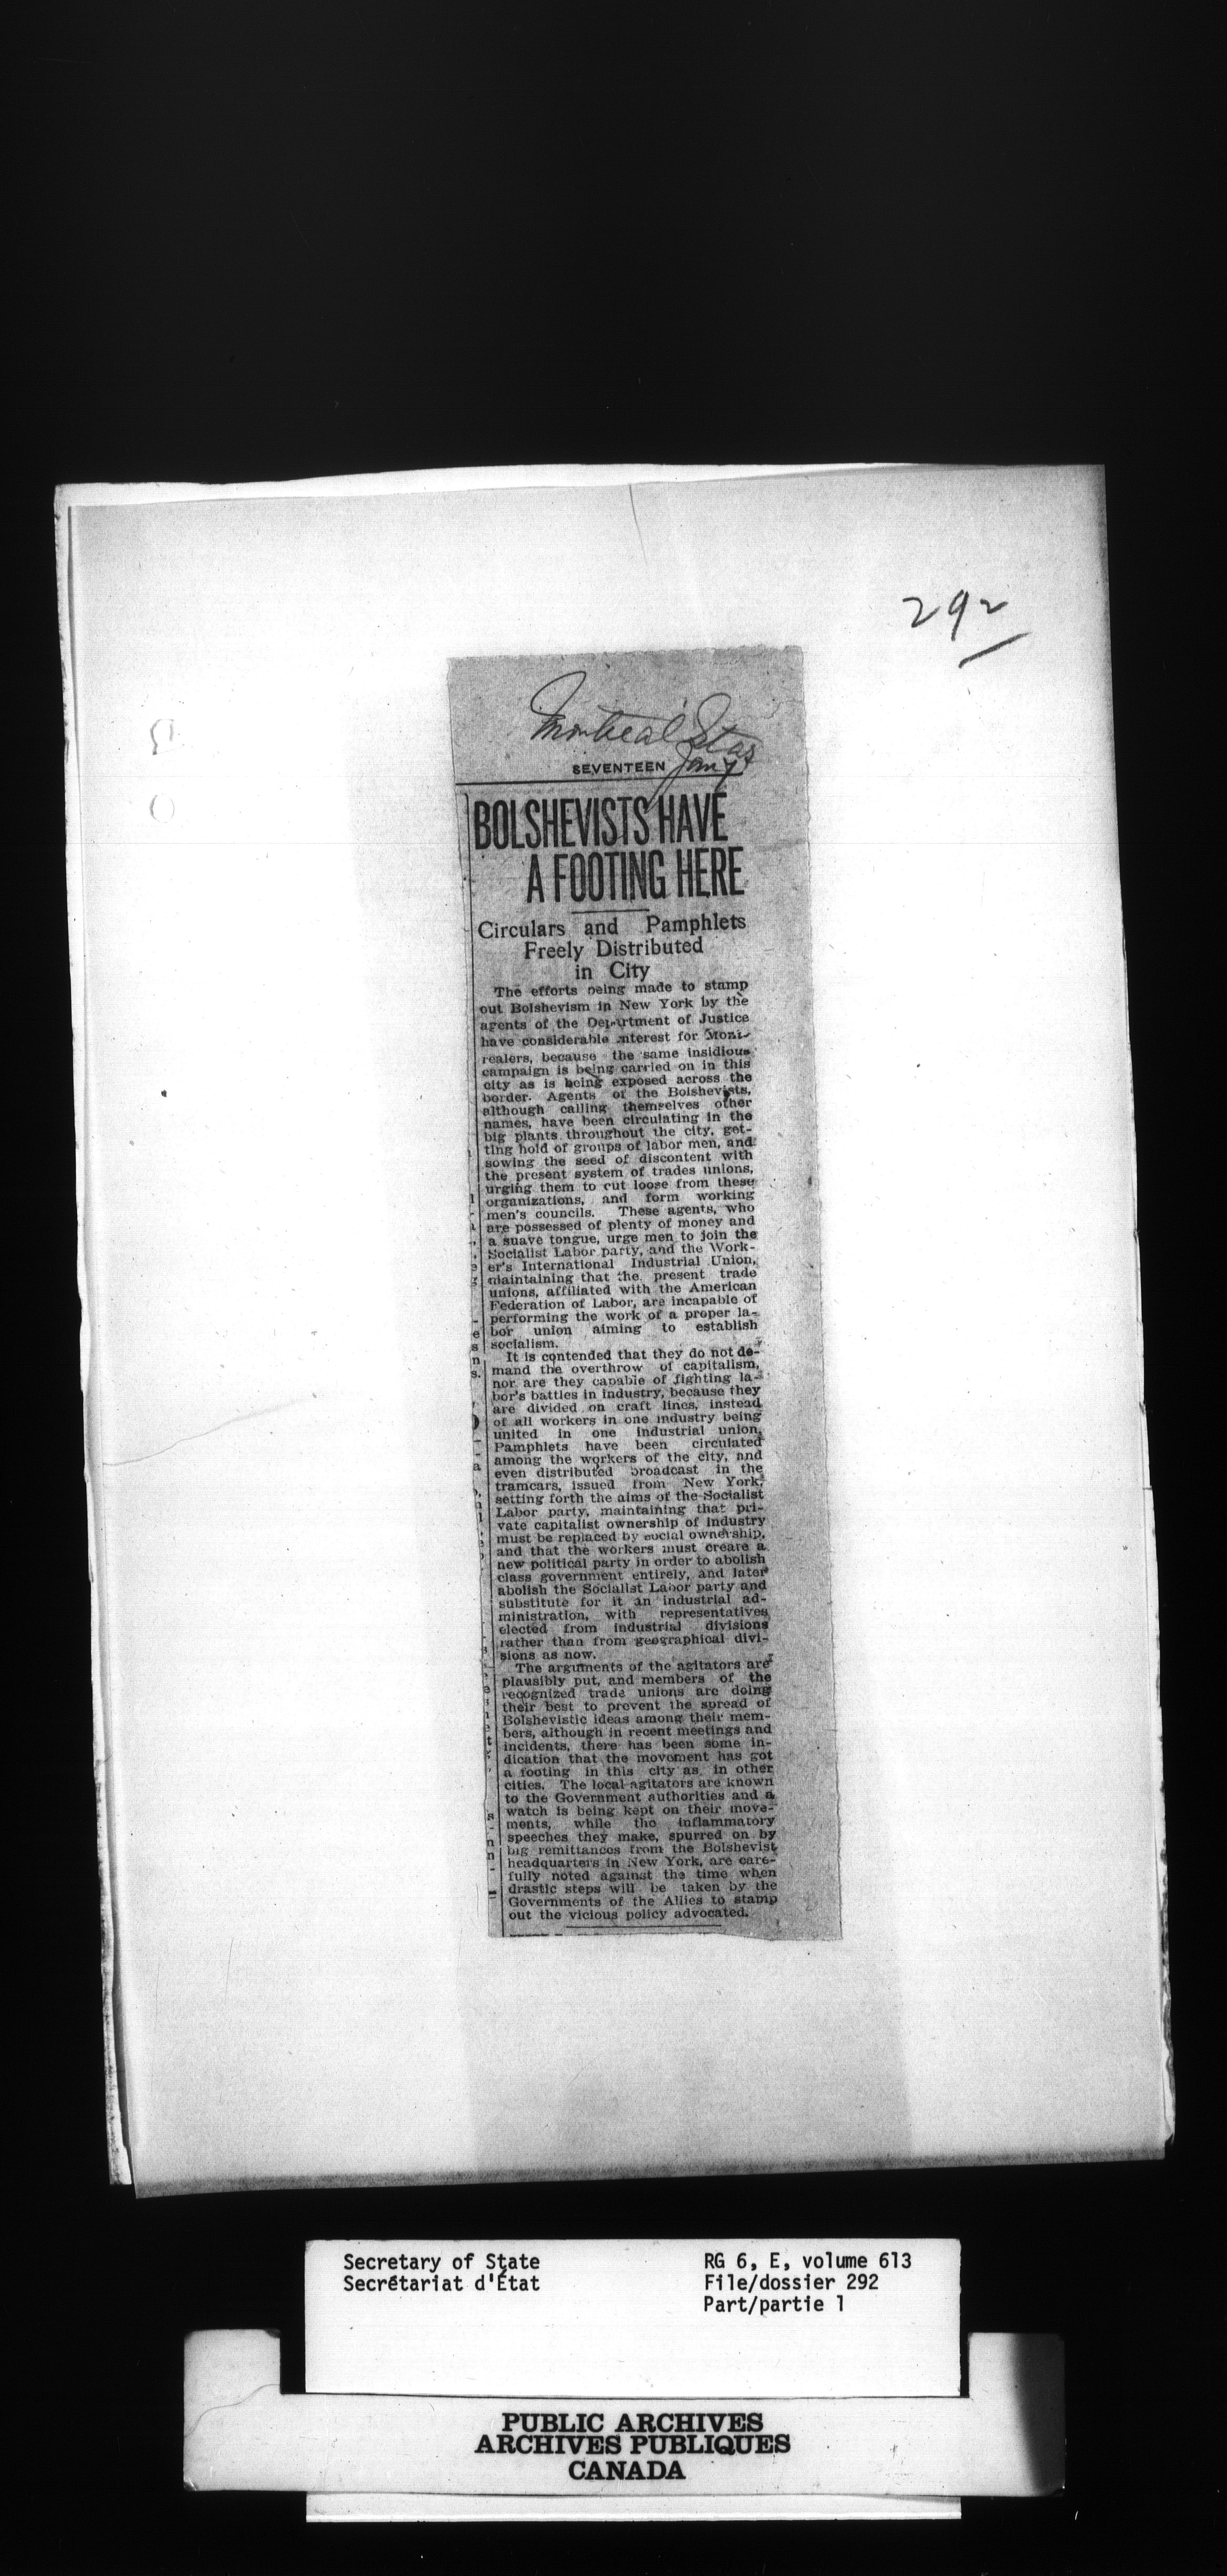 292
Montreal Star
SEVENTEEN Jan 7
BOLSHEVISTS HAVE
A FOOTING HERE
Circulars and Pamphlets
Freely Distributed
in City
The efforts being made to stamp
out Bolshevism in New York by the
agents of the Department of Justice
have considerable interest for Mont-
realers, because the same insidious
campaign is being carried on in this
city as is being exposed across the
border. Agents of the Bolshevists,
although calling themselves other
names, have been circulating in the
big plants throughout the city, get-
ting hold of groups of labor men, and
sowing the seed of discontent with
the present system of trades unions,
urging them to cut loose from these
organizations, and form working
men's councils. These agents, who
are possessed of plenty of money and
a suave tongue, urge men to join the
Socialist Labor party, and the Work-
er's International Industrial Union,
maintaining that the present trade
unions, affiliated with the American
Federation of Labor, are incapable of
performing the work of a proper la-
bor union aiming to establish
socialism.
It is contended that they do not de-
mand the overthrow of capitalism,
nor are they capable of fighting la-
bor's battles in industry, because they
are divided on craft lines, instead
of all workers in one industry being
united in one industrial union.
Pamphlets have been circulated
among the workers of the city, and
even distributed broadcast in the
tramcars, issued from New York,
setting forth the aims of the Socialist
Labor party, maintaining that pri-
vate capitalist ownership of industry
must be replaced by social ownership,
and that the workers must create a
new political party in order to abolish
class government entirely, and later
abolish the Socialist Labor party and
substitute for it an industrial ad-
ministration, with representatives
elected from industrial divisions
rather than from geographical divi-
sions as now.
The arguments of the agitators are
plausibly put, and members of the
recognized trade unions are doing
their best to prevent the spread of
Bolshevistic ideas among their mem-
bers, although in recent meetings and
incidents, there has been some in-
dication that the movement has got
a footing in this city as in other
cities. The local agitators are known
to the Government authorities and a
watch is being kept on their move-
ments, while the inflammatory
speeches they make, spurred on by
big remittances from the Bolshevist
headquarters in New York, are care-
fully noted against the time when
drastic steps will be taken by the
Governments of the Allies to stamp
out the vicious policy advocated.
Secretary of State
Secrétariat d'État
RG 6, E, volume 613
File/dossier 292
Part/partie 1
PUBLIC ARCHIVES
ARCHIVES PUBLIQUES
CANADA